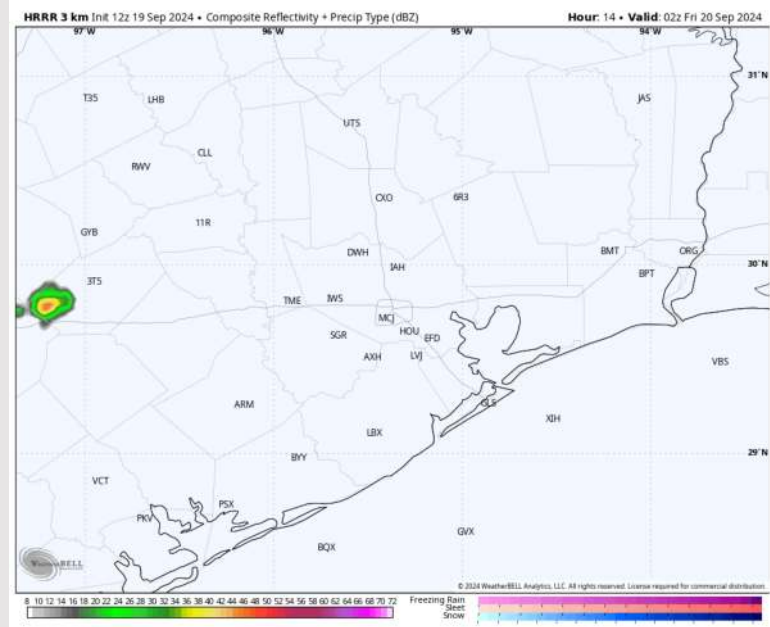 HRRR 3 km Init 12z 19 Sep 2024 • Composite Reflectivity + Precip Type (dBZ) Hour: 14 • Valid: 02z Fri 20 Sep 2024
97°W 96°W 95°W 94°W
31°N
T35 LHB JAS
UTS
CLL
RWV
CXO 6R3
11R
GYB
DWH BMT ORG
30°N
IAH
BPT
3T5
TME IWS
MCJ
SGR HOU EFD
AXH LVJ
VBS
ARM GLS
XIH
LBX
29°N
BYY
VCT
PSX
PKV
GVX
BQX
WeatherBELL
© 2024 WeatherBELL Analytics, LLC. All rights reserved. License required for commercial distribution.
8 10 12 14 16 18 20 22 24 26 28 30 32 34 36 38 40 42 44 46 48 50 52 54 56 58 60 62 64 66 68 70 72
Freezing Rain
Sleet
Snow